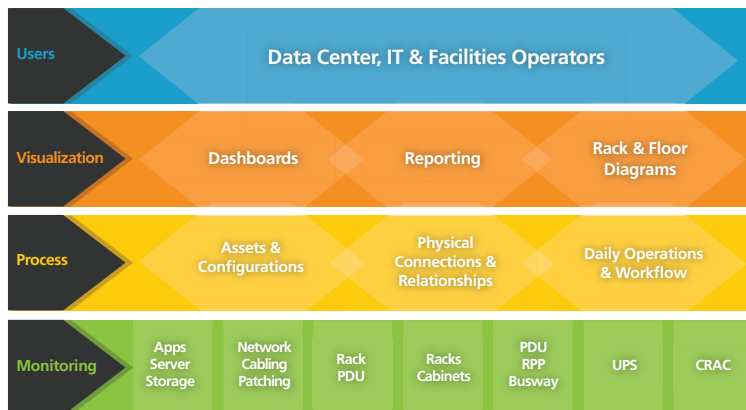 Users
Data Center, IT & Facilities Operators
Visualization
Dashboards
Reporting
Rack & Floor
Diagrams
Process
Assets &
Configurations
Physical
Connections &
Relationships
Daily Operations
& Workflow
Monitoring
Apps
Server
Storage
Network
Cabling
Patching
Rack
PDU
Racks
Cabinets
PDU
RPP
Busway
UPS
CRAC